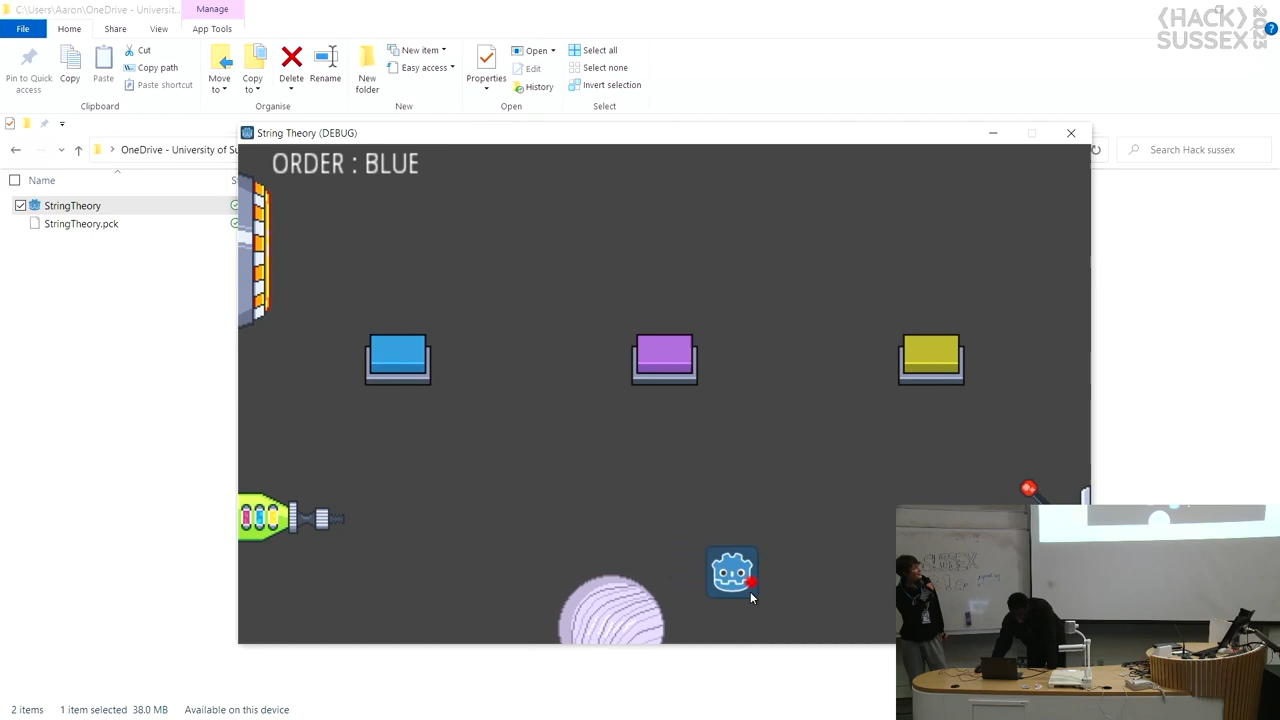 C:\Users\Aaron\OneDrive - Universit...
Manage
File
Home
Share
View
App Tools
Pin to Quick access
Copy
Paste
Cut
Copy path
Paste shortcut
Clipboard
Move to
Copy to
Delete
Rename
Organise
New folder
New item
Easy access
New
Properties
Open
Edit
History
Open
Select all
Select none
Invert selection
Select
{HACK}
SUSSEX
2023
OneDrive - University of Su
Search Hack sussex
Name
S
StringTheory
StringTheory.pck
String Theory (DEBUG)
ORDER : BLUE
SUSSEX
2 items
1 item selected 38.0 MB
Available on this device